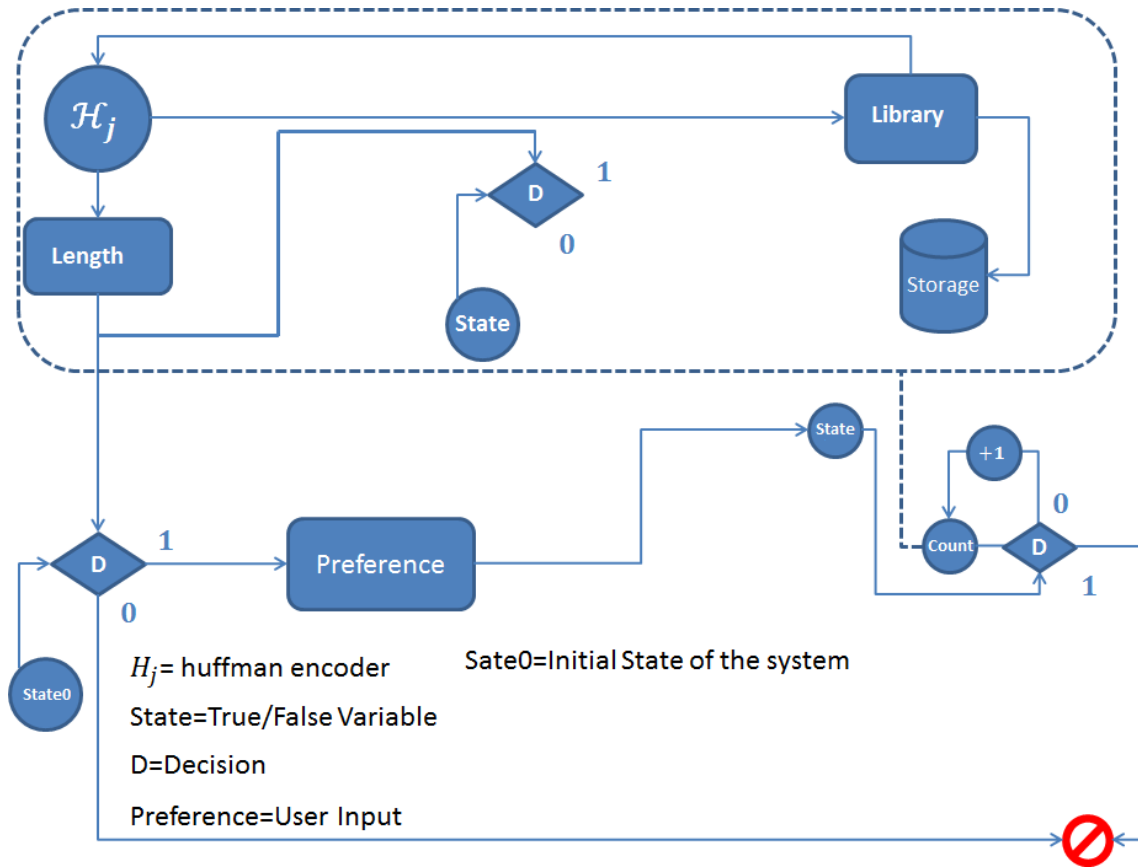 ℋⱼ
Library
D
1
0
Length
Storage
State
State
+1
0
Count
D
1
D
1
Preference
0
State0
Hⱼ= huffman encoder
Sate0=Initial State of the system
State=True/False Variable
D=Decision
Preference=User Input